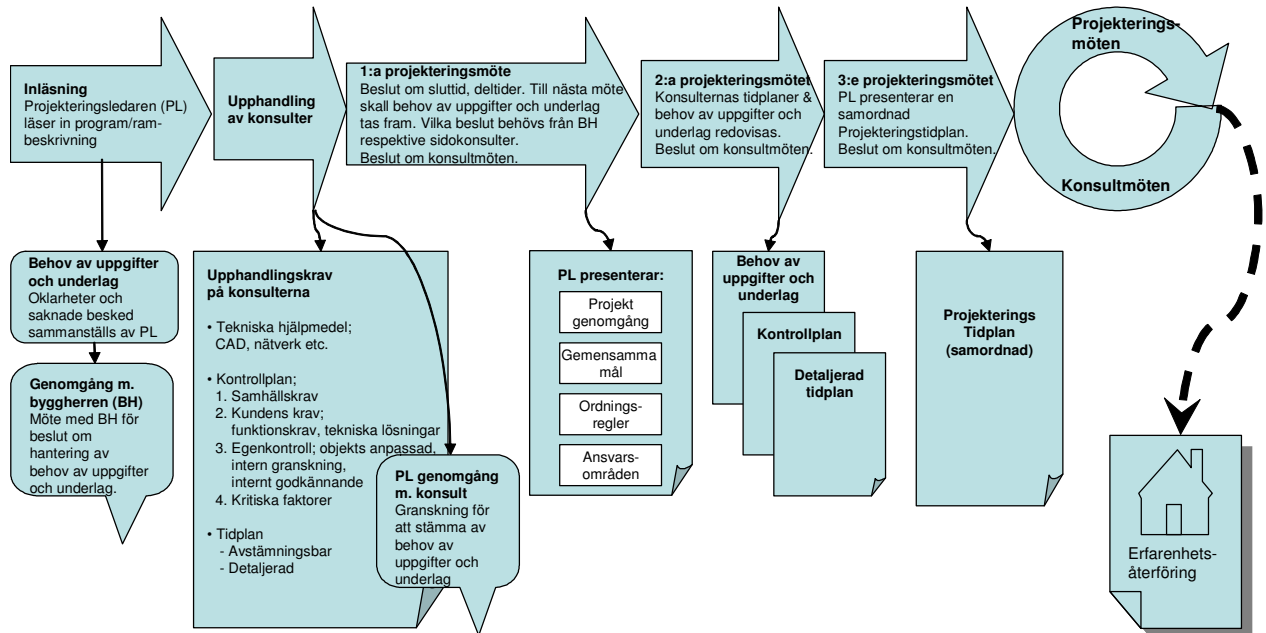 Inläsning
Projekteringsledaren (PL)
läser in program/ram-
beskrivning
Upphandling
av konsulter
1:a projekteringsmöte
Beslut om sluttid, deltider. Till nästa möte
skall behov av uppgifter och underlag
tas fram. Vilka beslut behövs från BH
respektive sidokonsulter.
Beslut om konsultmöten.
2:a projekteringsmötet
Konsulternas tidplaner &
behov av uppgifter och
underlag redovisas.
Beslut om konsultmöten.
3:e projekteringsmötet
PL presenterar en
samordnad
Projekteringstidplan.
Beslut om konsultmöten.
Projekterings-
möten
Konsultmöten
Behov av uppgifter
och underlag
Oklarheter och
saknade besked
sammanställs av PL
Genomgång m.
byggherren (BH)
Möte med BH för
beslut om
hantering av
behov av uppgifter
och underlag.
Upphandlingskrav
på konsulterna
• Tekniska hjälpmedel;
CAD, nätverk etc.
• Kontrollplan;
1. Samhällskrav
2. Kundens krav;
funktionskrav, tekniska lösningar
3. Egenkontroll; objekts anpassad,
intern granskning,
internt godkännande
4. Kritiska faktorer
• Tidplan
- Avstämningsbar
- Detaljerad
PL genomgång
m. konsult
Granskning för
att stämma av
behov av
uppgifter och
underlag
PL presenterar:
Projekt
genomgång
Gemensamma
mål
Ordnings-
regler
Ansvars-
områden
Behov av
uppgifter och
underlag
Kontrollplan
Detaljerad
tidplan
Projekterings
Tidplan
(samordnad)
Erfarenhets-
återföring